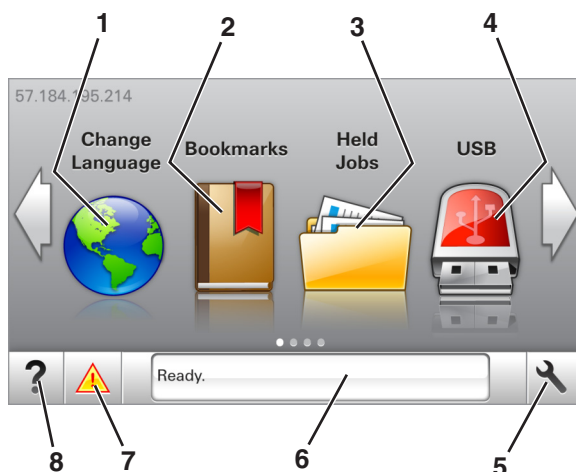 1 2 3 4
57.184.195.214
Change
Language
Bookmarks
Held
Jobs
USB
?
Ready.
8 7 6 5